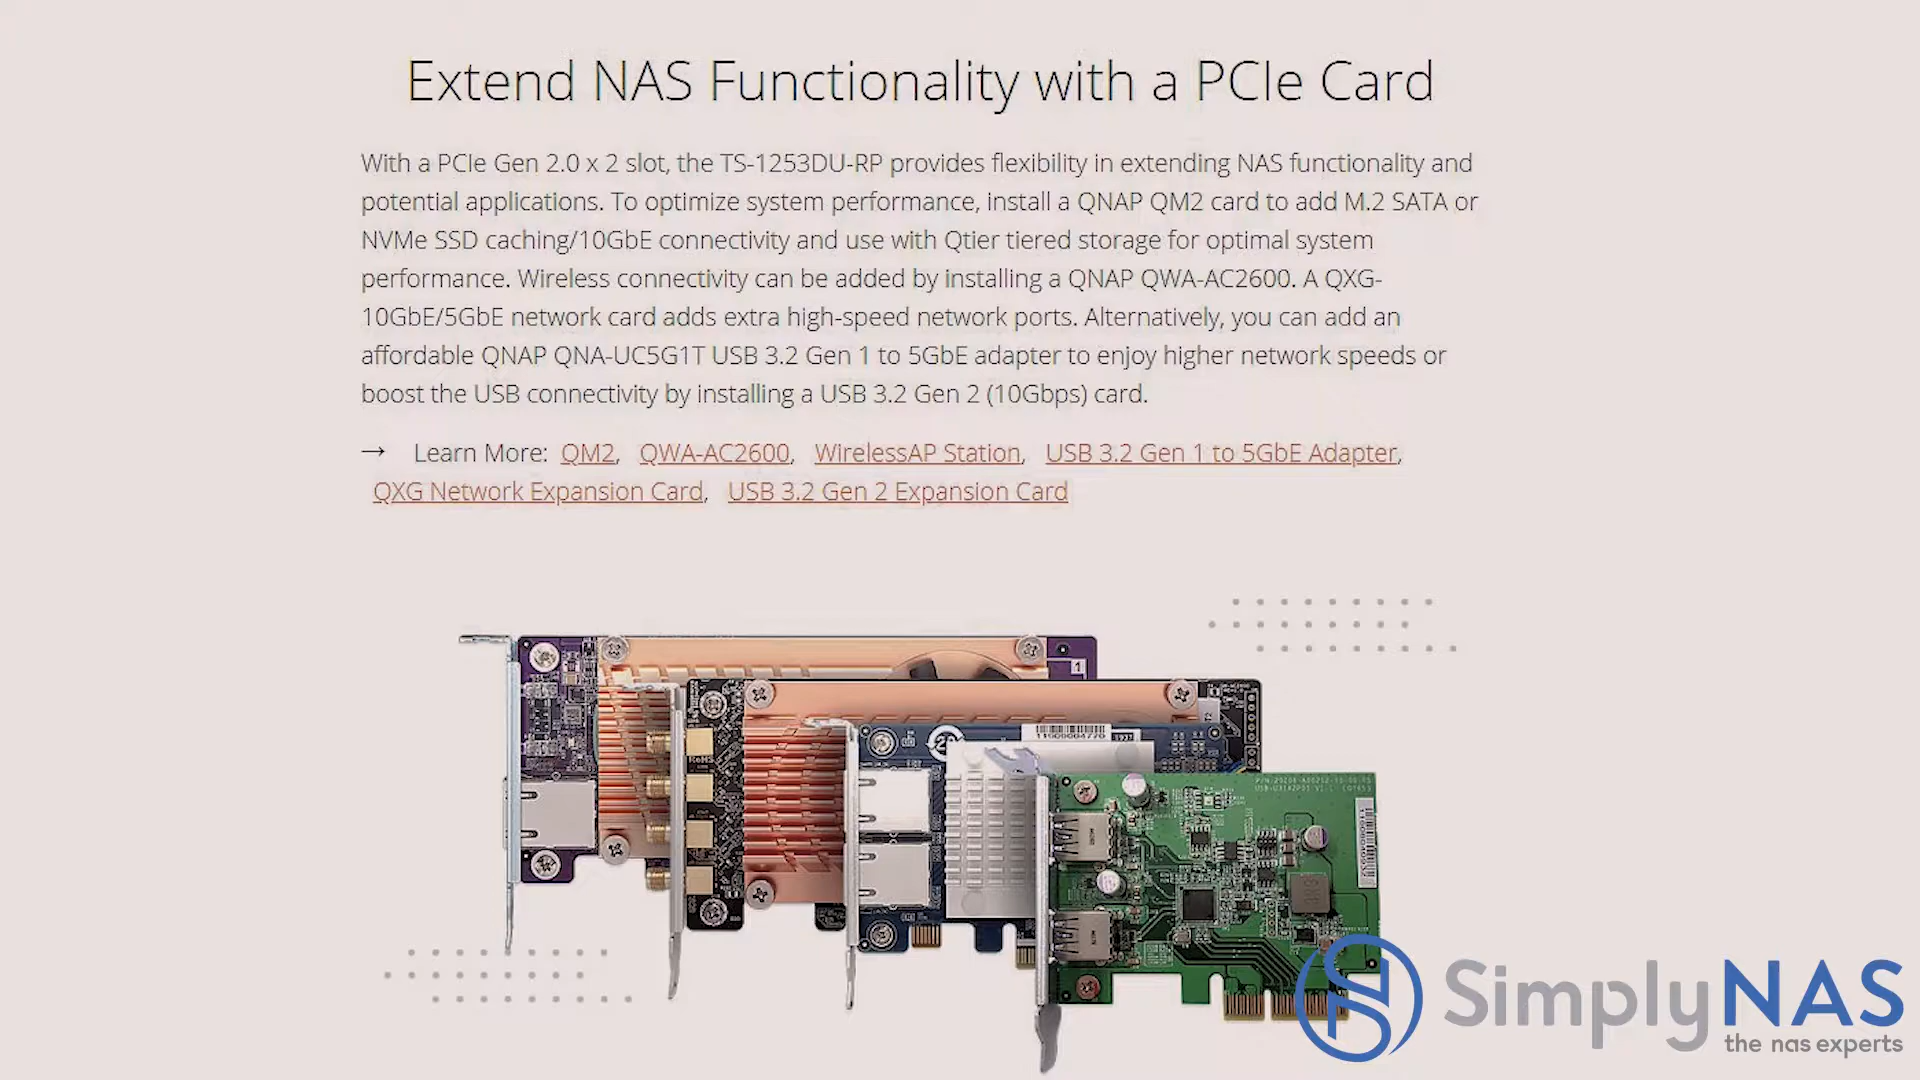 Extend NAS Functionality with a PCIe Card
With a PCIe Gen 2.0 x 2 slot, the TS-1253DU-RP provides flexibility in extending NAS functionality and
potential applications. To optimize system performance, install a QNAP QM2 card to add M.2 SATA or
NVMe SSD caching/10GbE connectivity and use with Qtier tiered storage for optimal system
performance. Wireless connectivity can be added by installing a QNAP QWA-AC2600. A QXG-
10GbE/5GbE network card adds extra high-speed network ports. Alternatively, you can add an
affordable QNAP QNA-UC5G1T USB 3.2 Gen 1 to 5GbE adapter to enjoy higher network speeds or
boost the USB connectivity by installing a USB 3.2 Gen 2 (10Gbps) card.
→ Learn More: QM2, QWA-AC2600, WirelessAP Station, USB 3.2 Gen 1 to 5GbE Adapter,
QXG Network Expansion Card, USB 3.2 Gen 2 Expansion Card
1
RoHS
SimplyNAS
the nas experts